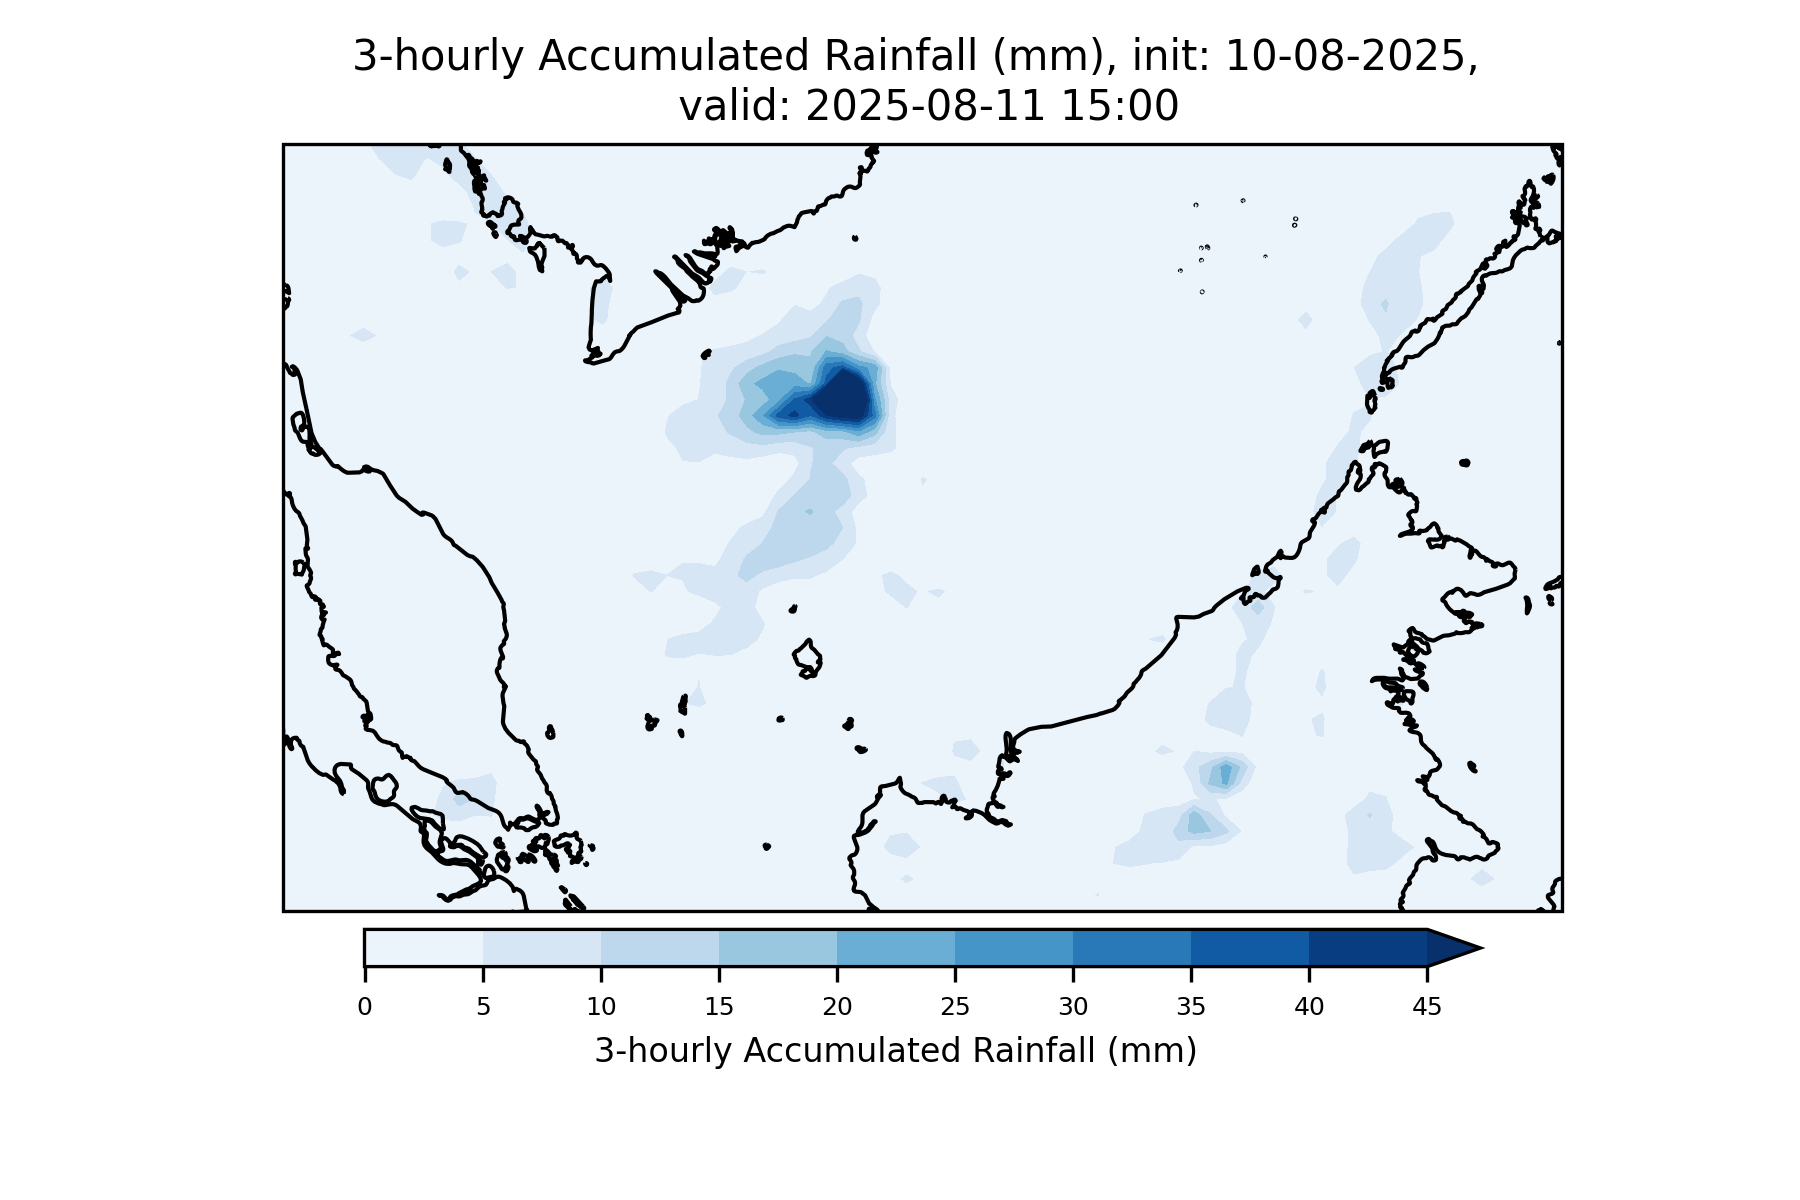 3-hourly Accumulated Rainfall (mm), init: 10-08-2025,
valid: 2025-08-11 15:00
0 5 10 15 20 25 30 35 40 45
3-hourly Accumulated Rainfall (mm)